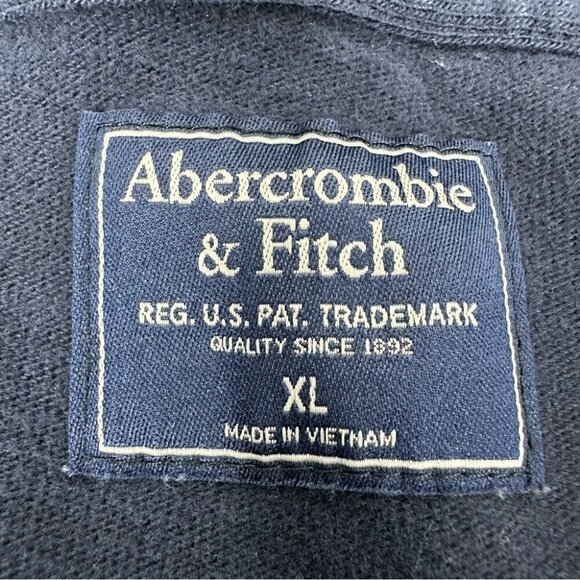 Abercrombie
& Fitch
REG. U.S. PAT. TRADEMARK
QUALITY SINCE 1892
XL
MADE IN VIETNAM